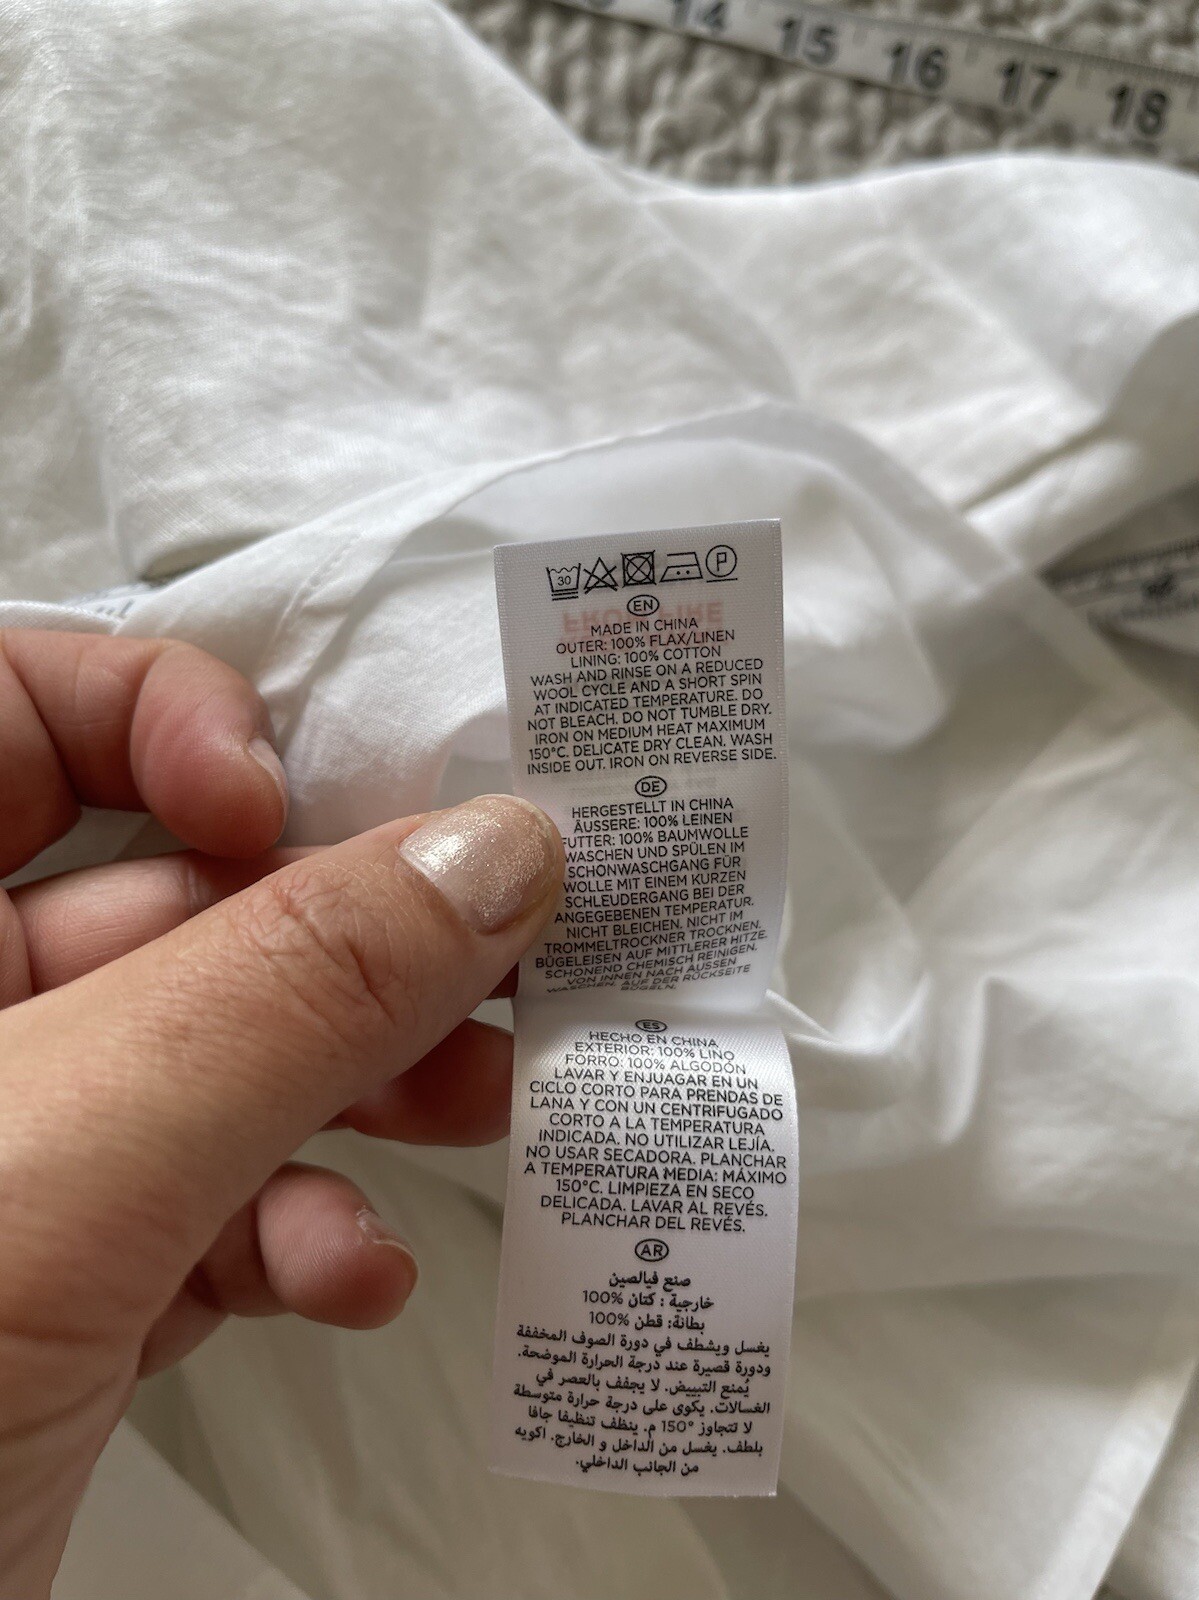 14 15 16 17 18
30 P
EN
MADE IN CHINA
OUTER: 100% FLAX/LINEN
LINING: 100% COTTON
WASH AND RINSE ON A REDUCED
WOOL CYCLE AND A SHORT SPIN
AT INDICATED TEMPERATURE. DO
NOT BLEACH. DO NOT TUMBLE DRY.
IRON ON MEDIUM HEAT MAXIMUM
150°C. DELICATE DRY CLEAN. WASH
INSIDE OUT. IRON ON REVERSE SIDE.
DE
HERGESTELLT IN CHINA
ÄUSSERE: 100% LEINEN
FUTTER: 100% BAUMWOLLE
WASCHEN UND SPÜLEN IM
SCHONWASCHGANG FÜR
WOLLE MIT EINEM KURZEN
SCHLEUDERGANG BEI DER
ANGEGEBENEN TEMPERATUR.
NICHT BLEICHEN. NICHT IM
TROMMELTROCKNER TROCKNEN.
BÜGELEISEN AUF MITTLERER HITZE.
SCHONEND CHEMISCH REINIGEN.
VON INNEN NACH AUSSEN
WASCHEN. AUF DER RÜCKSEITE
BÜGELN.
ES
HECHO EN CHINA
EXTERIOR: 100% LINO
FORRO: 100% ALGODÓN
LAVAR Y ENJUAGAR EN UN
CICLO CORTO PARA PRENDAS DE
LANA Y CON UN CENTRIFUGADO
CORTO A LA TEMPERATURA
INDICADA. NO UTILIZAR LEJÍA.
NO USAR SECADORA. PLANCHAR
A TEMPERATURA MEDIA: MÁXIMO
150°C. LIMPIEZA EN SECO
DELICADA. LAVAR AL REVÉS.
PLANCHAR DEL REVÉS.
AR
صنع فيالصين
خارجية : كتان %100
بطانة: قطن %100
يغسل ويشطف في دورة الصوف المخففة
ودورة قصيرة عند درجة الحرارة الموضحة.
يُمنع التبييض. لا يجفف بالعصر في
الغسالات. يكوى على درجة حرارة متوسطة
لا تتجاوز °150 م. ينظف تنظيفا جافا
بلطف. يغسل من الداخل و الخارج. اكويه
من الجانب الداخلي.